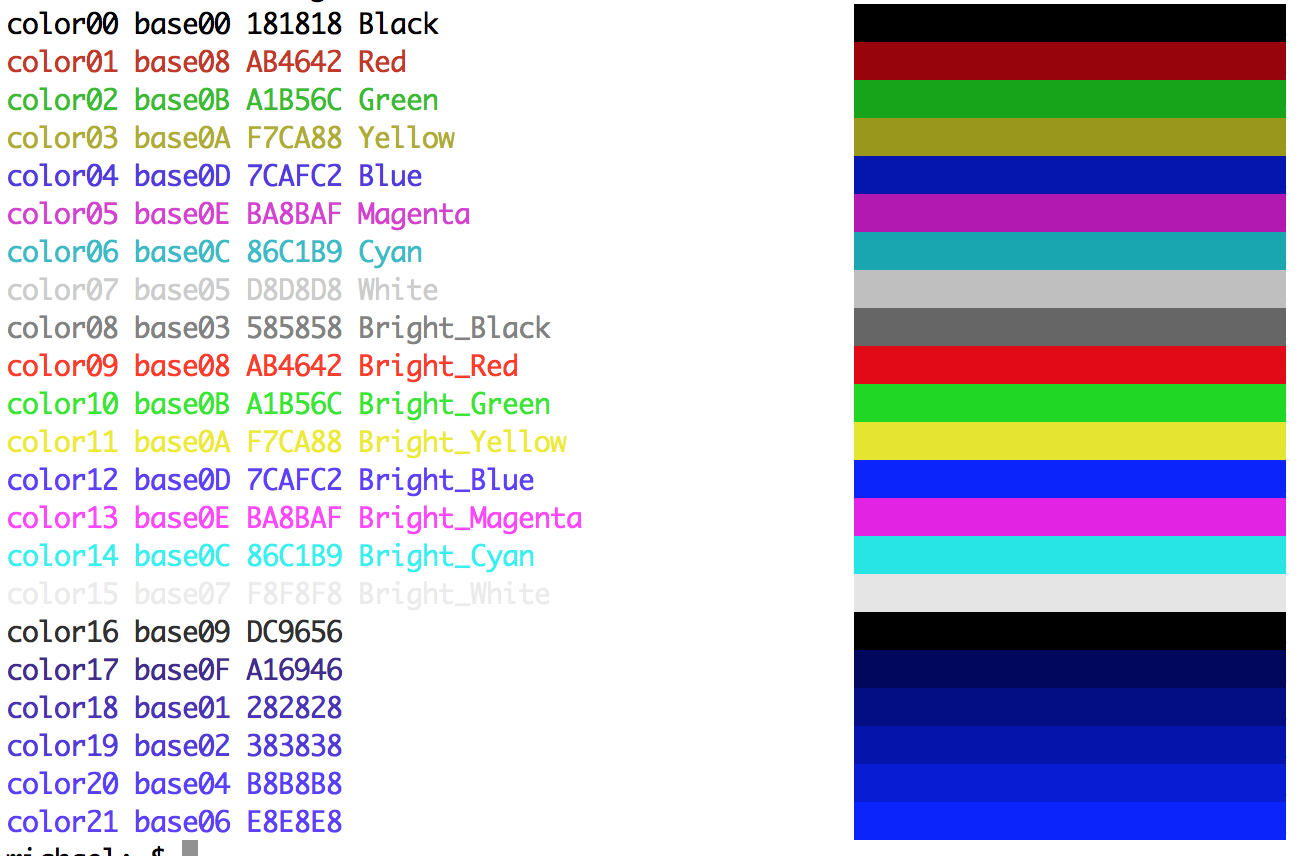 color00 base00 181818 Black
color01 base08 AB4642 Red
color02 base0B A1B56C Green
color03 base0A F7CA88 Yellow
color04 base0D 7CAFC2 Blue
color05 base0E BA8BAF Magenta
color06 base0C 86C1B9 Cyan
color07 base05 D8D8D8 White
color08 base03 585858 Bright_Black
color09 base08 AB4642 Bright_Red
color10 base0B A1B56C Bright_Green
color11 base0A F7CA88 Bright_Yellow
color12 base0D 7CAFC2 Bright_Blue
color13 base0E BA8BAF Bright_Magenta
color14 base0C 86C1B9 Bright_Cyan
color15 base07 F8F8F8 Bright_White
color16 base09 DC9656
color17 base0F A16946
color18 base01 282828
color19 base02 383838
color20 base04 B8B8B8
color21 base06 E8E8E8
michael: $